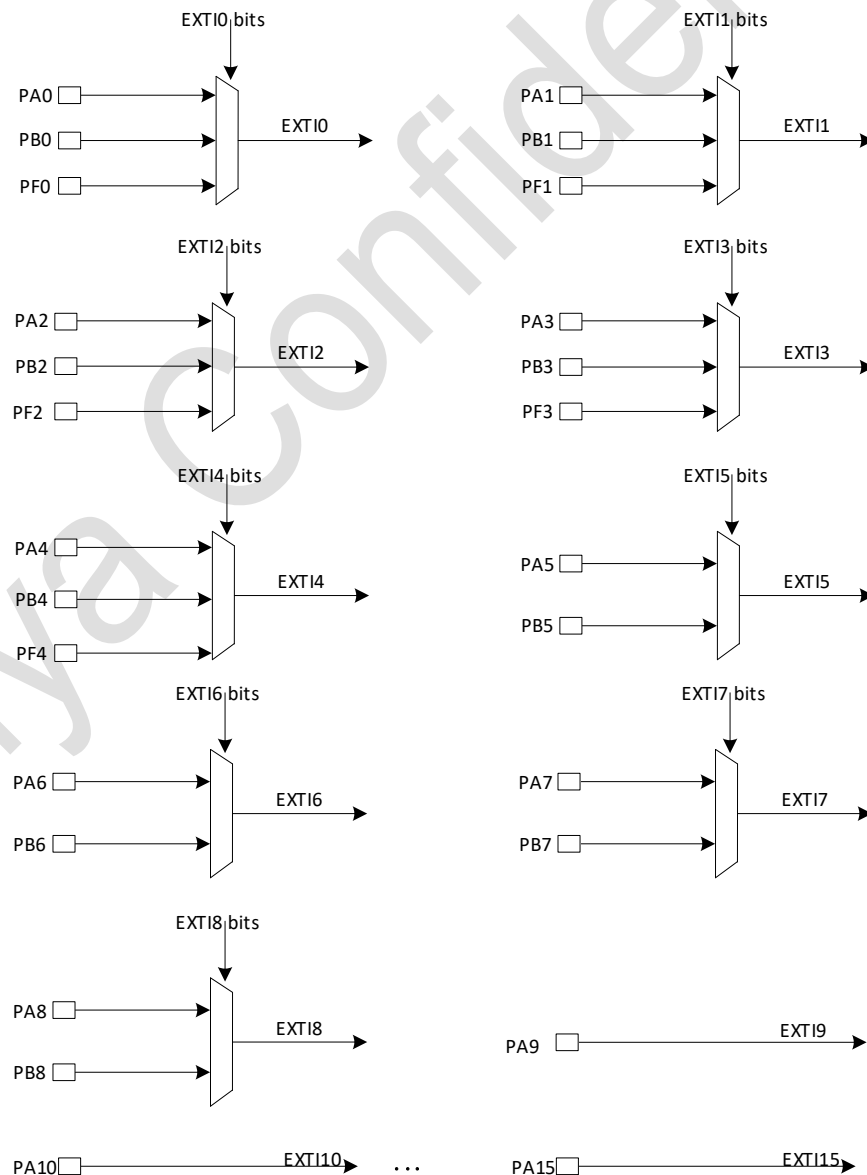 EXTI0 bits
PA0
PB0
PF0
EXTI0
EXTI1 bits
PA1
PB1
PF1
EXTI1
EXTI2 bits
PA2
PB2
PF2
EXTI2
EXTI3 bits
PA3
PB3
PF3
EXTI3
EXTI4 bits
PA4
PB4
PF4
EXTI4
EXTI5 bits
PA5
PB5
EXTI5
EXTI6 bits
PA6
PB6
EXTI6
EXTI7 bits
PA7
PB7
EXTI7
EXTI8 bits
PA8
PB8
EXTI8
PA9
EXTI9
PA10
EXTI10
...
PA15
EXTI15
ya Confiden